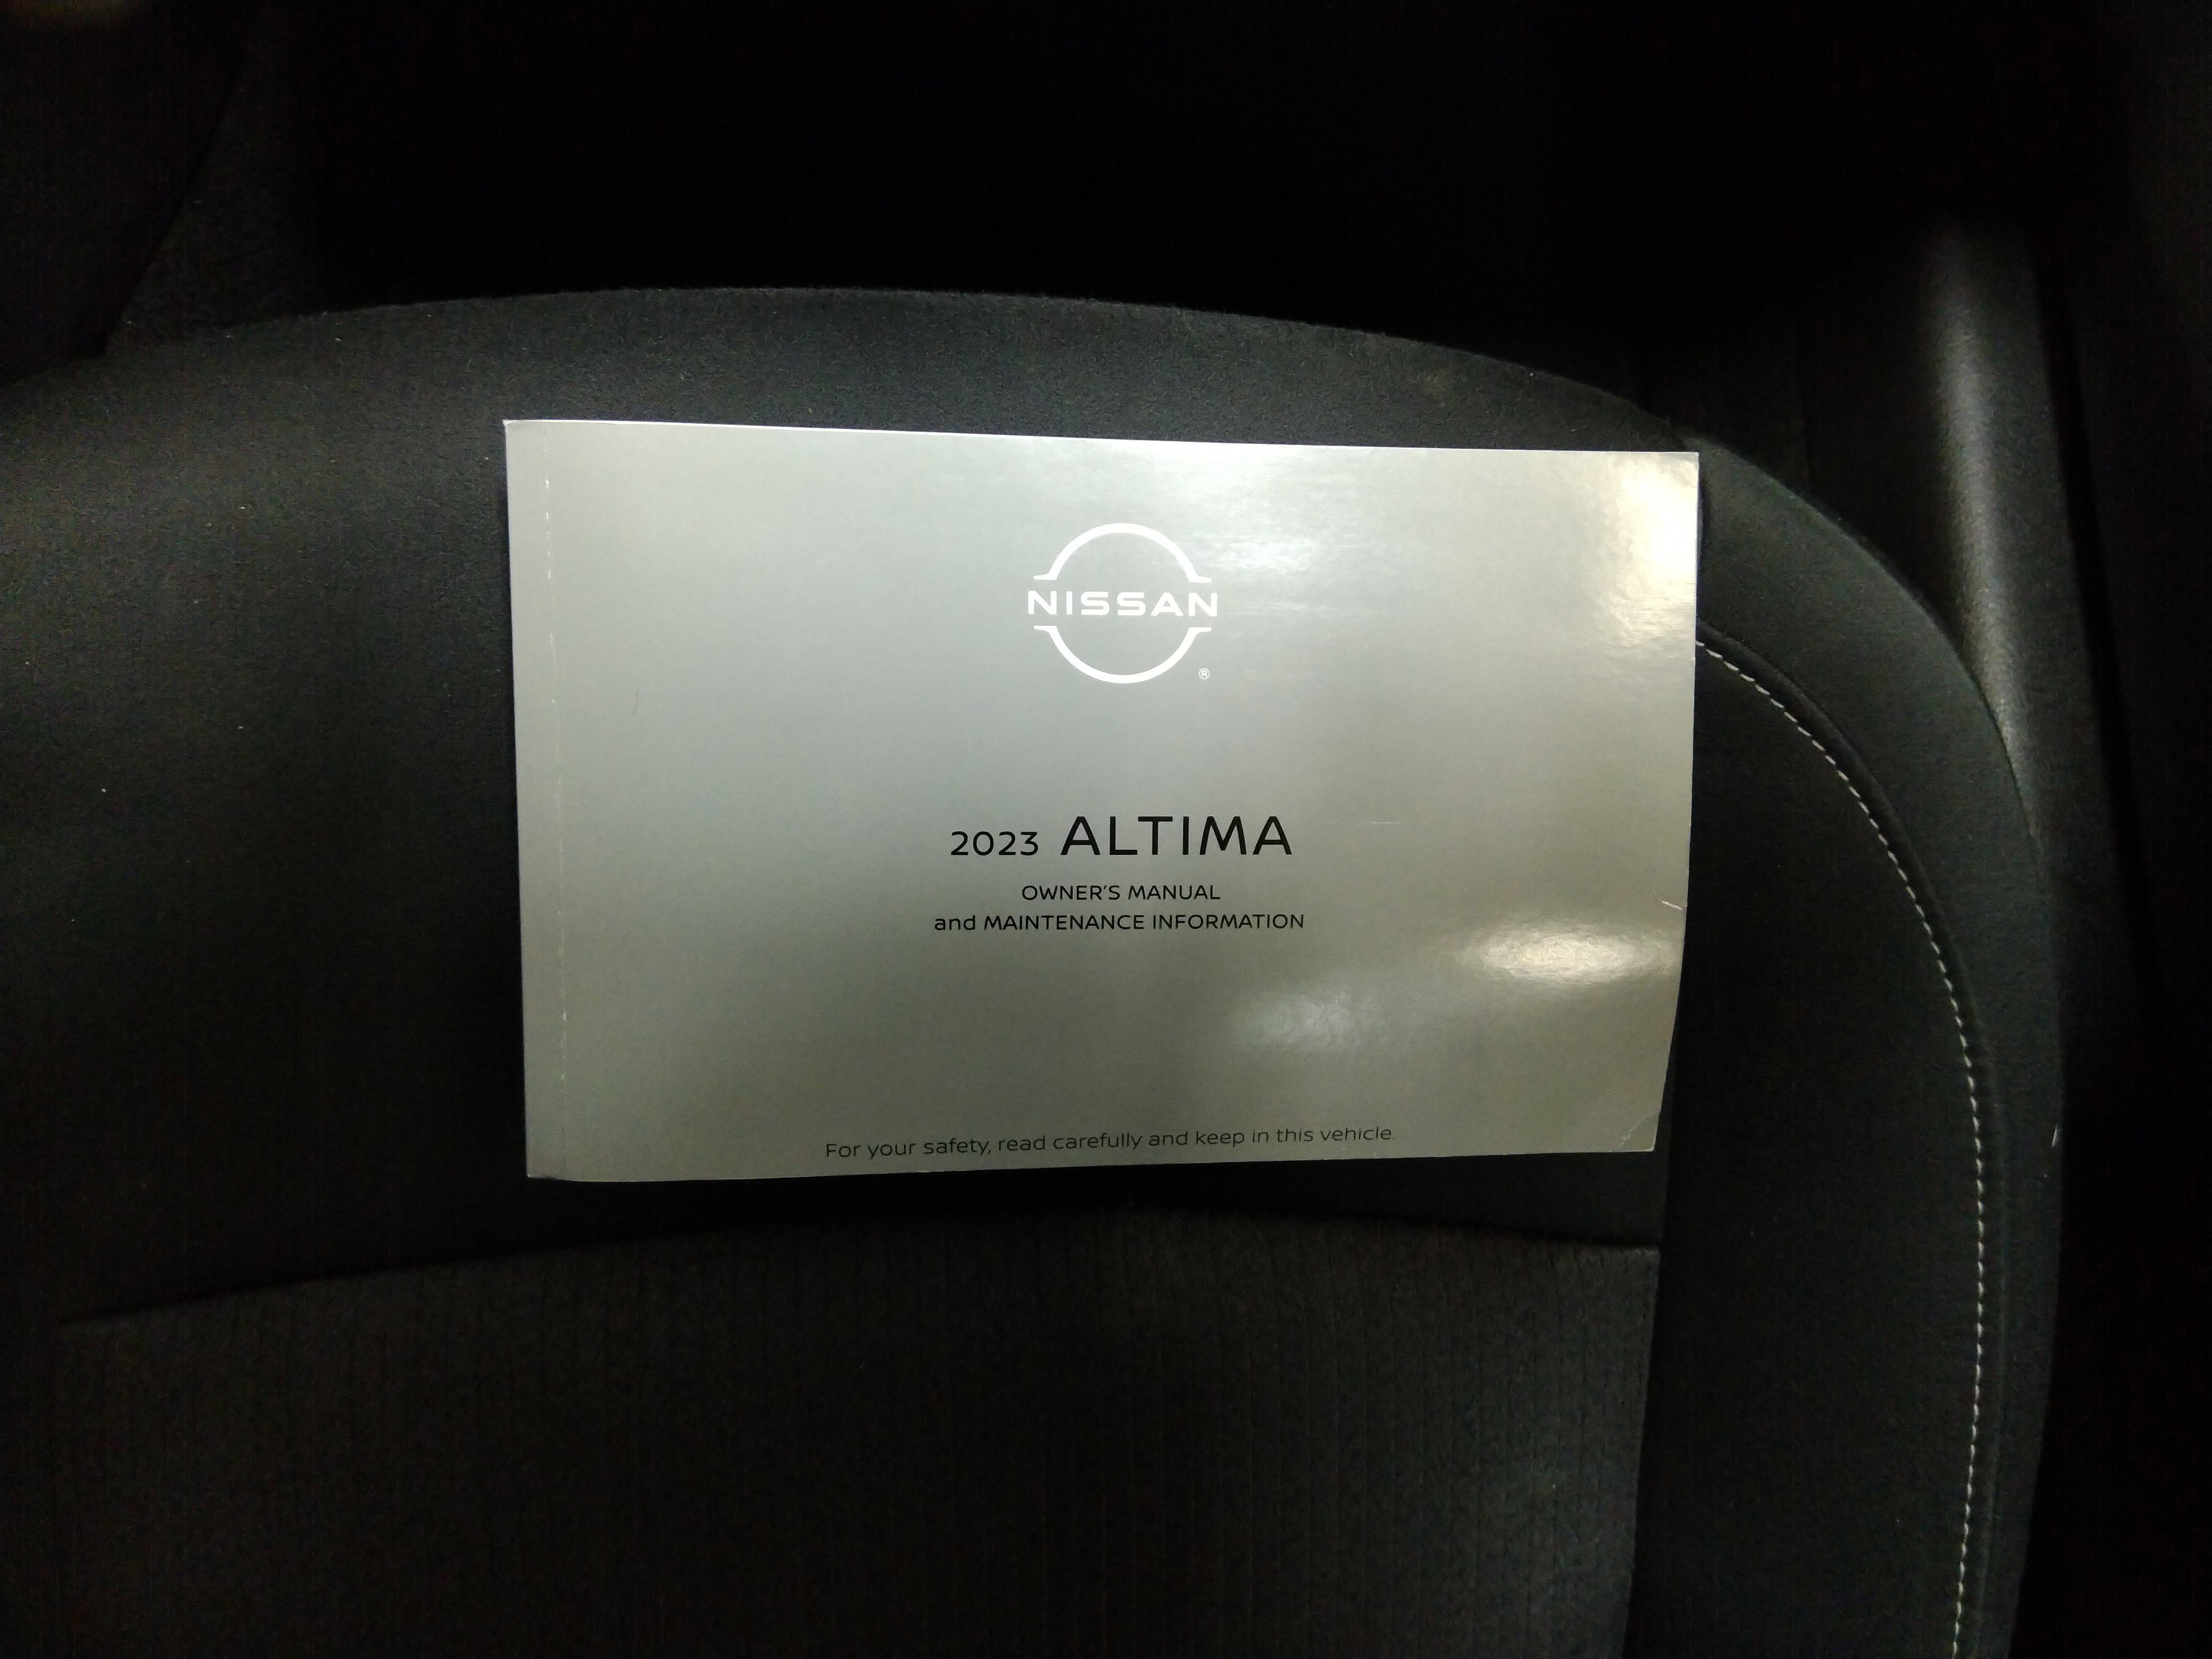 NISSAN
®
2023 ALTIMA
OWNER'S MANUAL
and MAINTENANCE INFORMATION
For your safety, read carefully and keep in this vehicle.